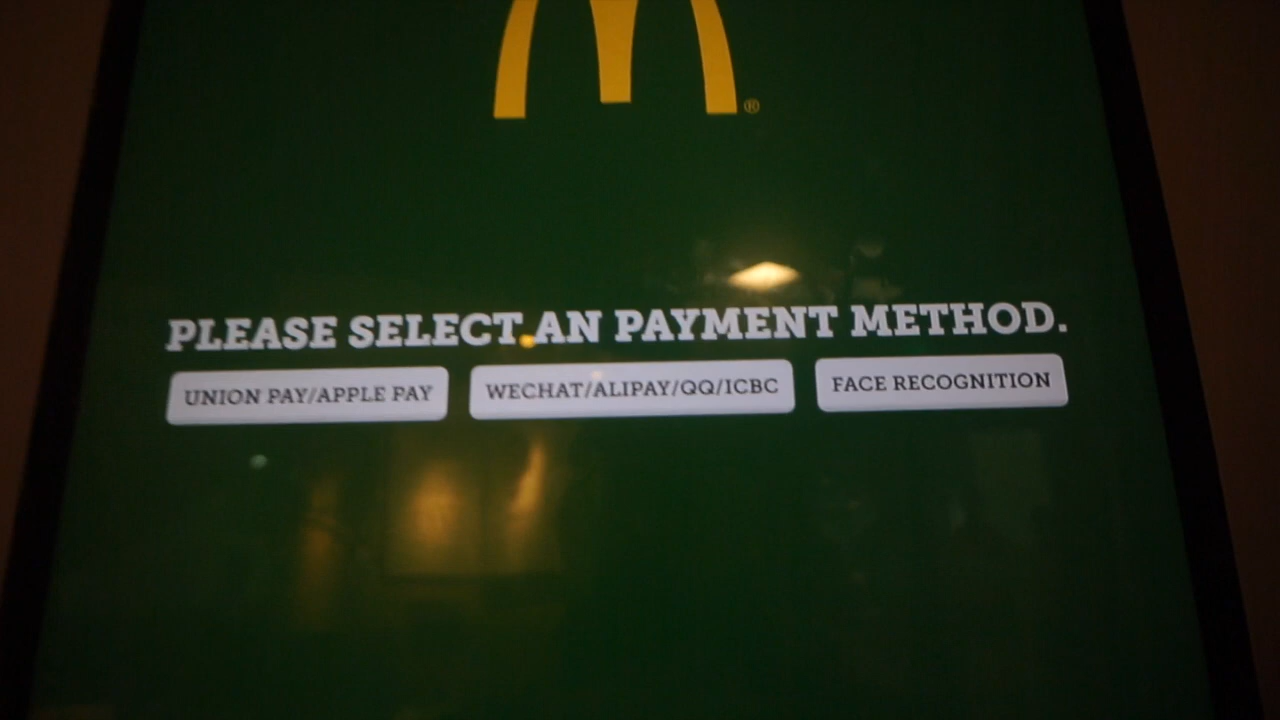 ®
PLEASE SELECT AN PAYMENT METHOD.
UNION PAY/APPLE PAY
WECHAT/ALIPAY/QQ/ICBC
FACE RECOGNITION